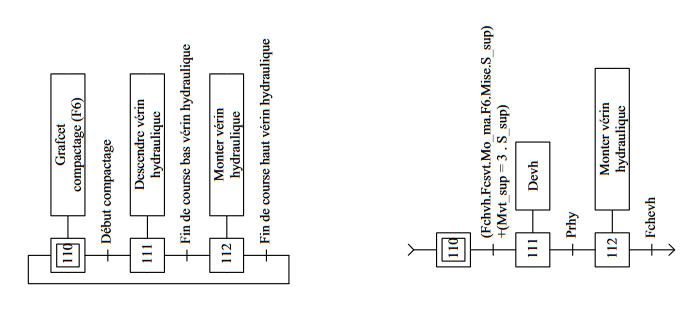 110
Grafcet
compactage (F6)
Début compactage
111
Descendre vérin
hydraulique
Fin de course bas vérin hydraulique
112
Monter vérin
hydraulique
Fin de course haut vérin hydraulique
110
(Fchvh.Fcsvt.Mo_ma.F6.Mise.S_sup)
+(Mvt_sup = 3 . S_sup)
111
Devh
Prhy
112
Monter vérin
hydraulique
Fchevh